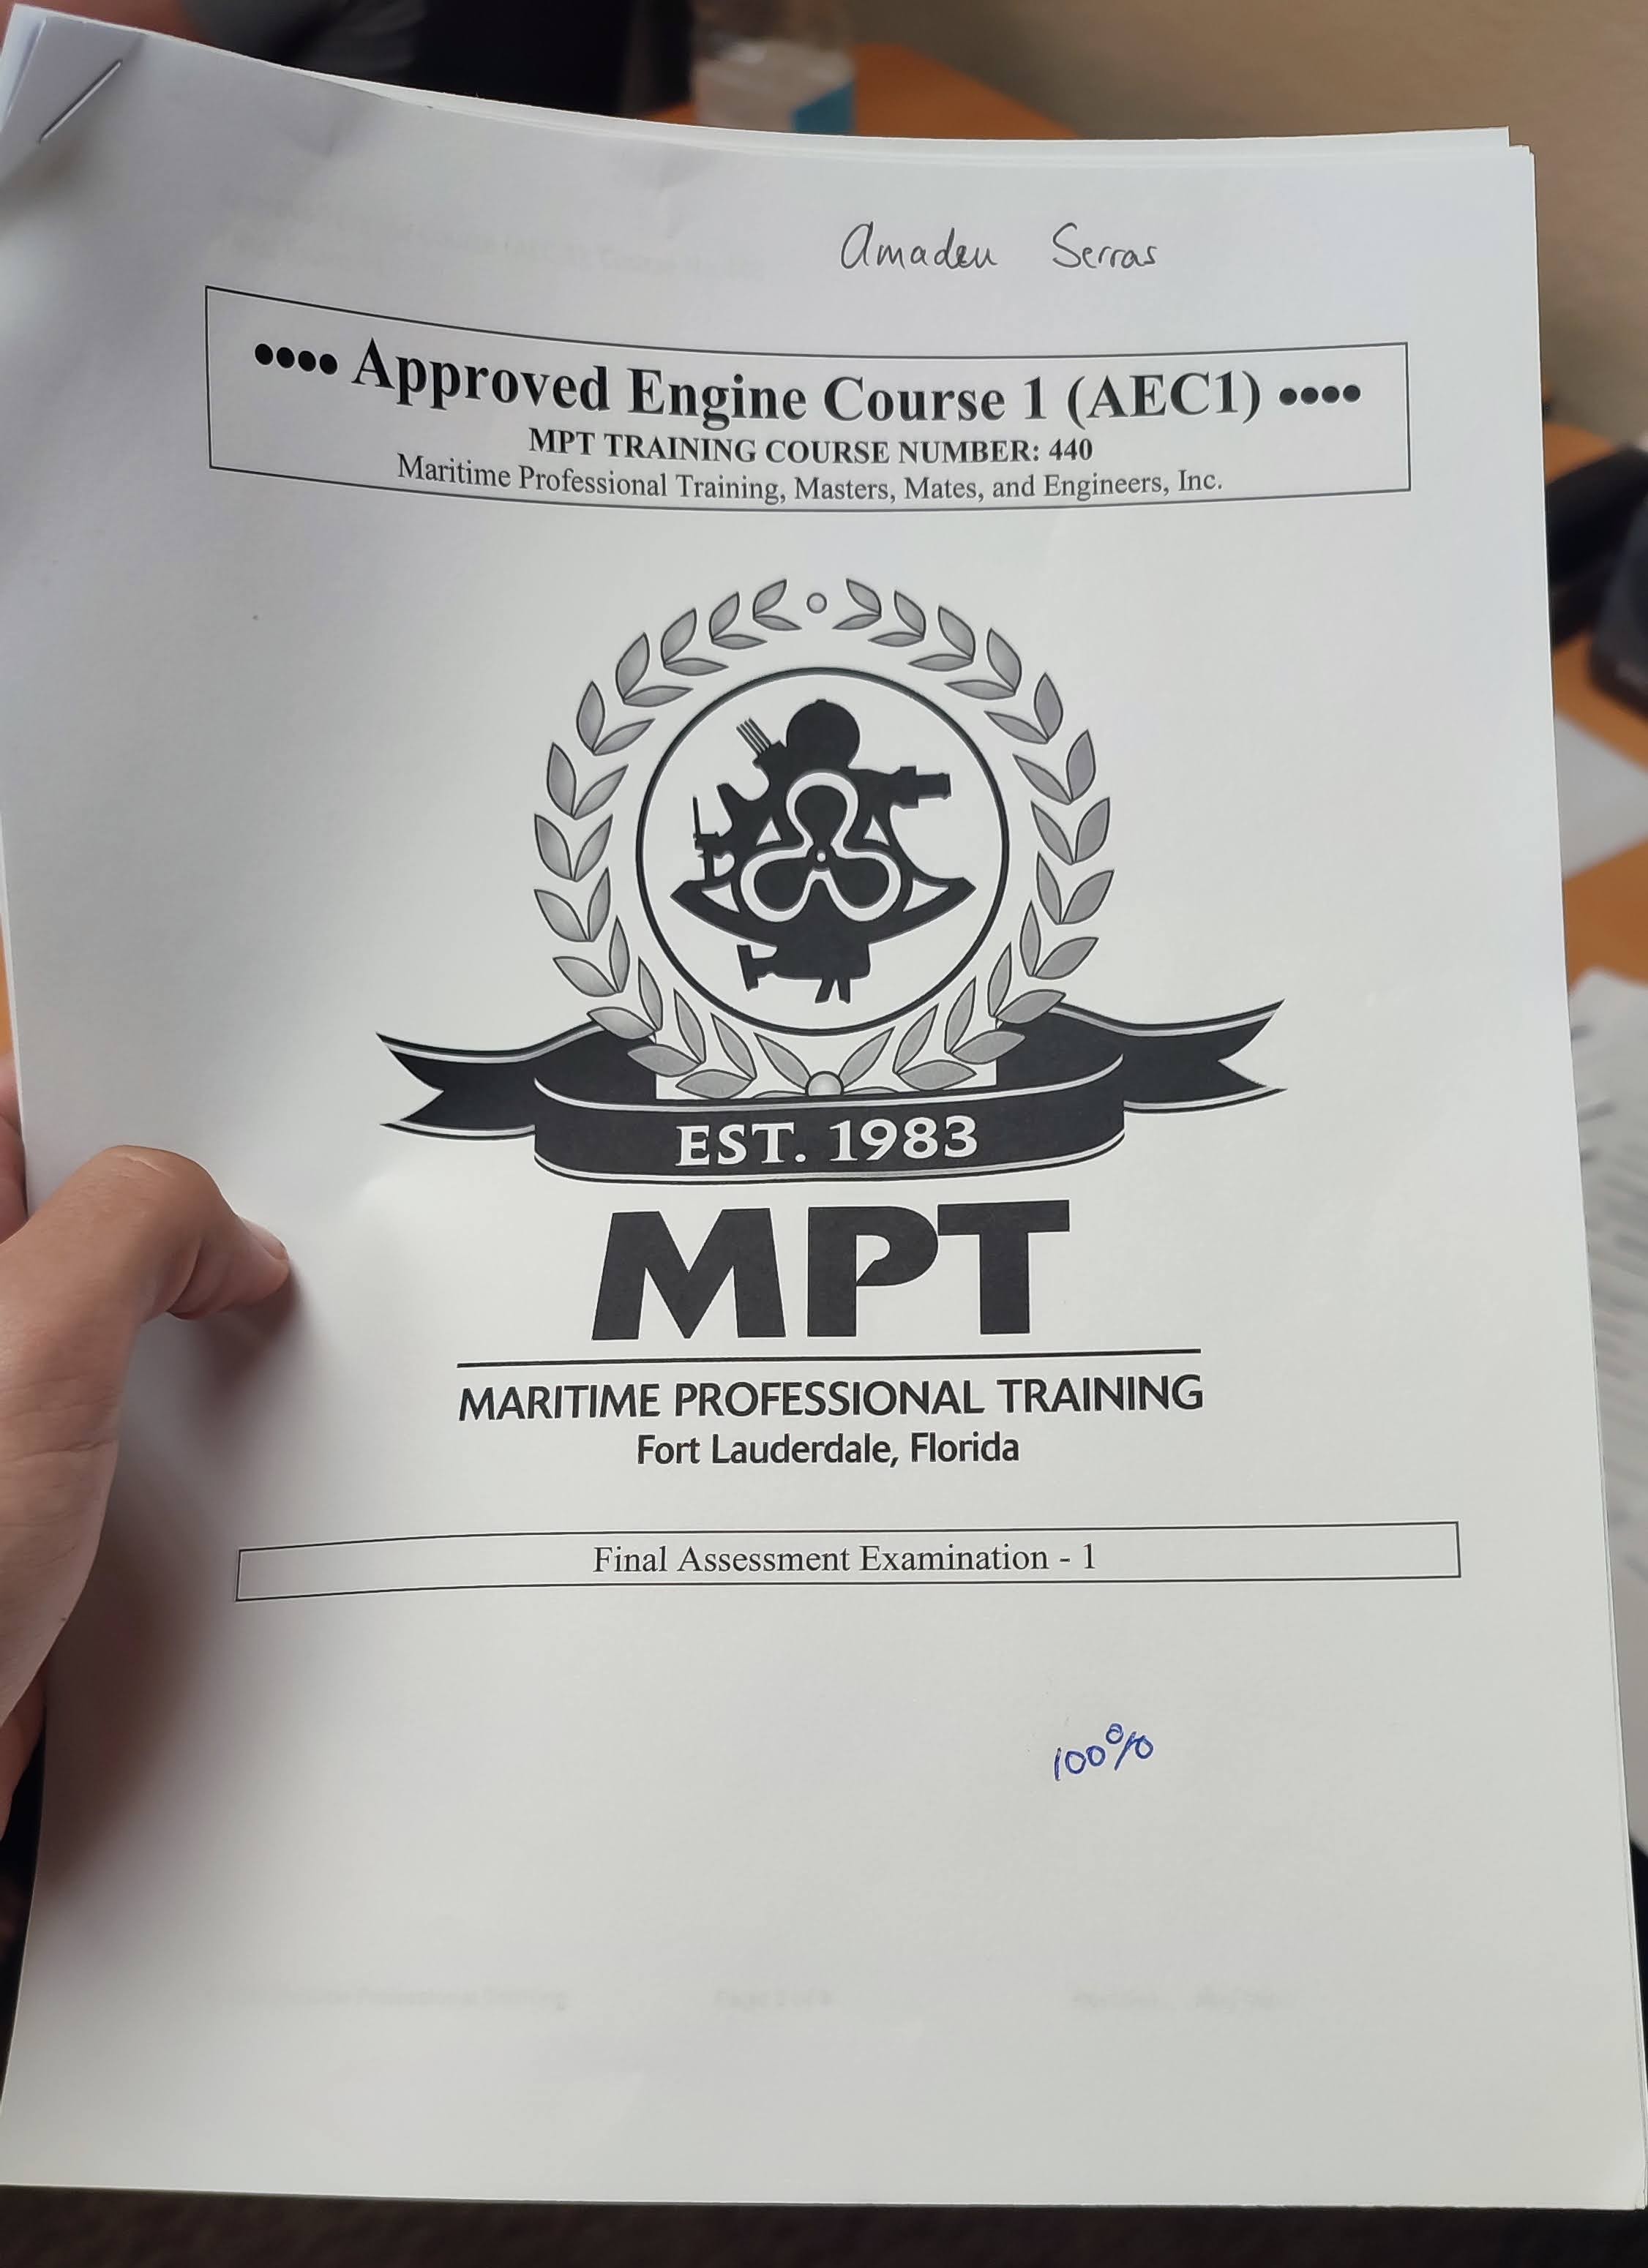 Amadeu Serras
•••• Approved Engine Course 1 (AEC1) ••••
MPT TRAINING COURSE NUMBER: 440
Maritime Professional Training, Masters, Mates, and Engineers, Inc.
EST. 1983
MPT
MARITIME PROFESSIONAL TRAINING
Fort Lauderdale, Florida
Final Assessment Examination - 1
100%